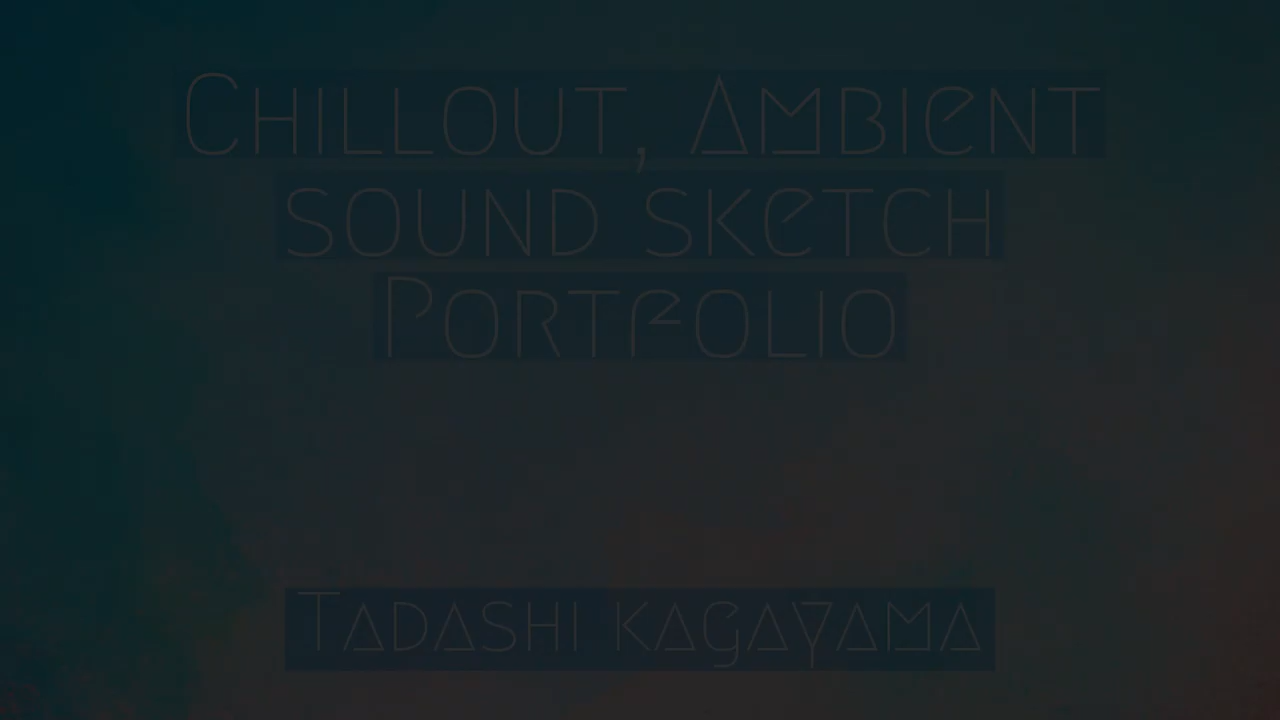 Chillout, Ambient
sound sketch
Portfolio
Tadashi Kagayama